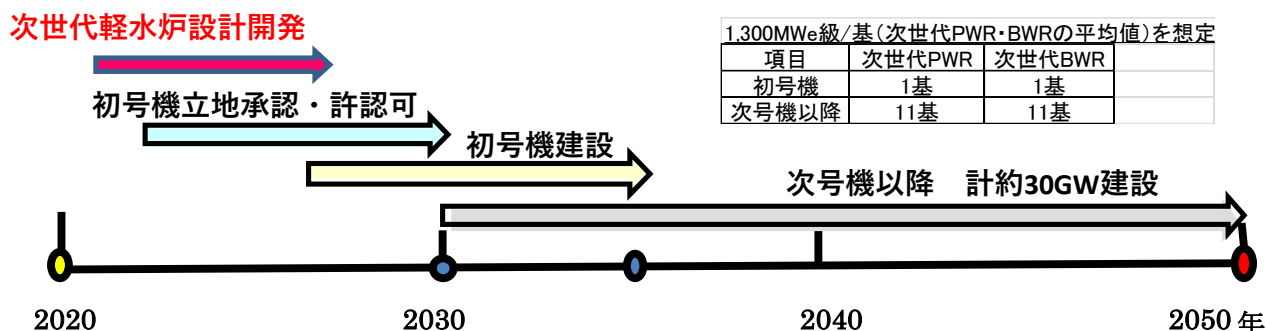 次世代軽水炉設計開発
1,300MWe級/基(次世代PWR・BWRの平均値)を想定
項目 次世代PWR 次世代BWR
初号機 1基 1基
次号機以降 11基 11基
初号機立地承認・許認可
初号機建設
次号機以降 計約30GW建設
2020 2030 2040 2050 年